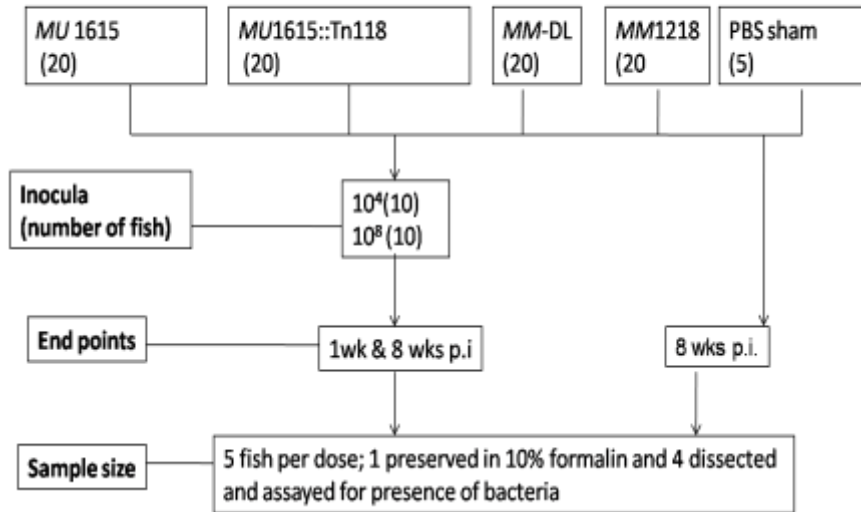 MU 1615
(20)
MU1615::Tn118
(20)
MM-DL
(20)
MM1218
(20
PBS sham
(5)
Inocula
(number of fish)
10⁴(10)
10⁸ (10)
End points
1wk & 8 wks p.i
8 wks p.i.
Sample size
5 fish per dose; 1 preserved in 10% formalin and 4 dissected
and assayed for presence of bacteria